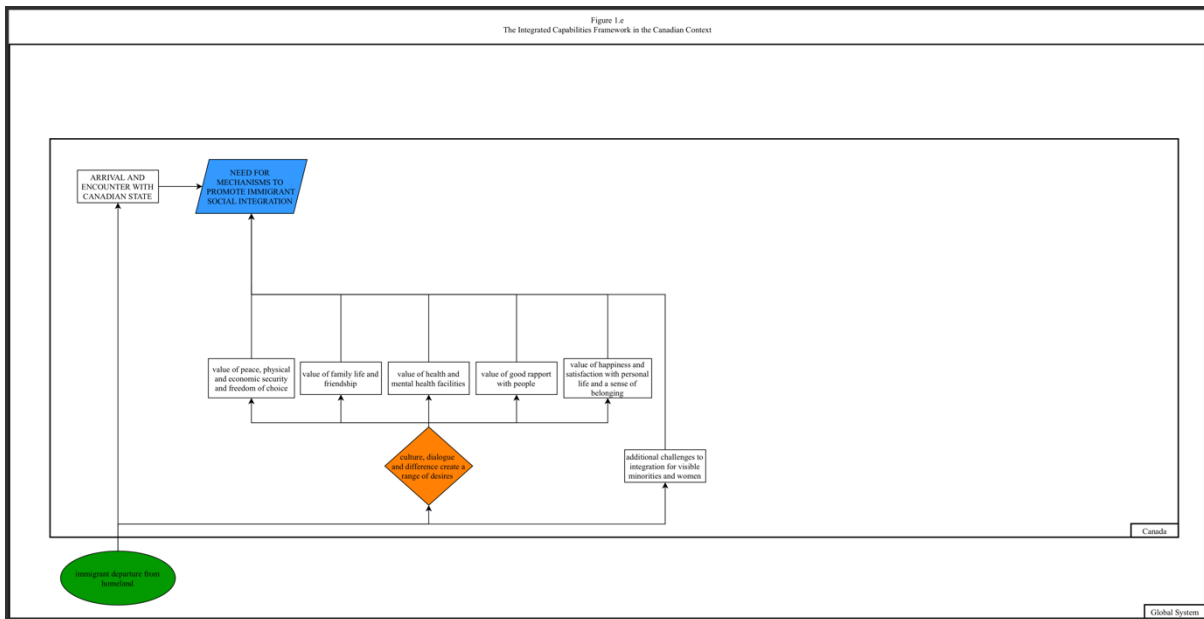 Figure 1.e
The Integrated Capabilities Framework in the Canadian Context
ARRIVAL AND
ENCOUNTER WITH
CANADIAN STATE
NEED FOR
MECHANISMS TO
PROMOTE IMMIGRANT
SOCIAL INTEGRATION
value of peace, physical
and economic security
and freedom of choice
value of family life and
friendship
value of health and
mental health facilities
value of good rapport
with people
value of happiness and
satisfaction with personal
life and a sense of
belonging
culture, dialogue
and difference create a
range of desires
additional challenges to
integration for visible
minorities and women
Canada
immigrant departure from
homeland
Global System